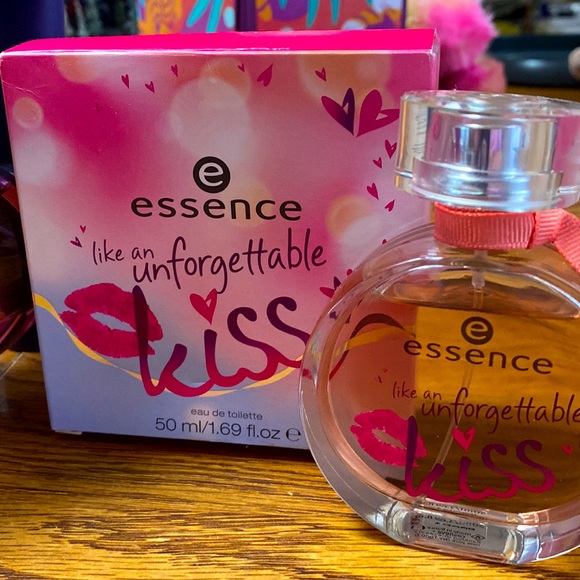 e
essence
like an
unforgettable
kiss
eau de toilette
50 ml/1.69 fl.oz e
e
essence
like an
unforgettable
kiss